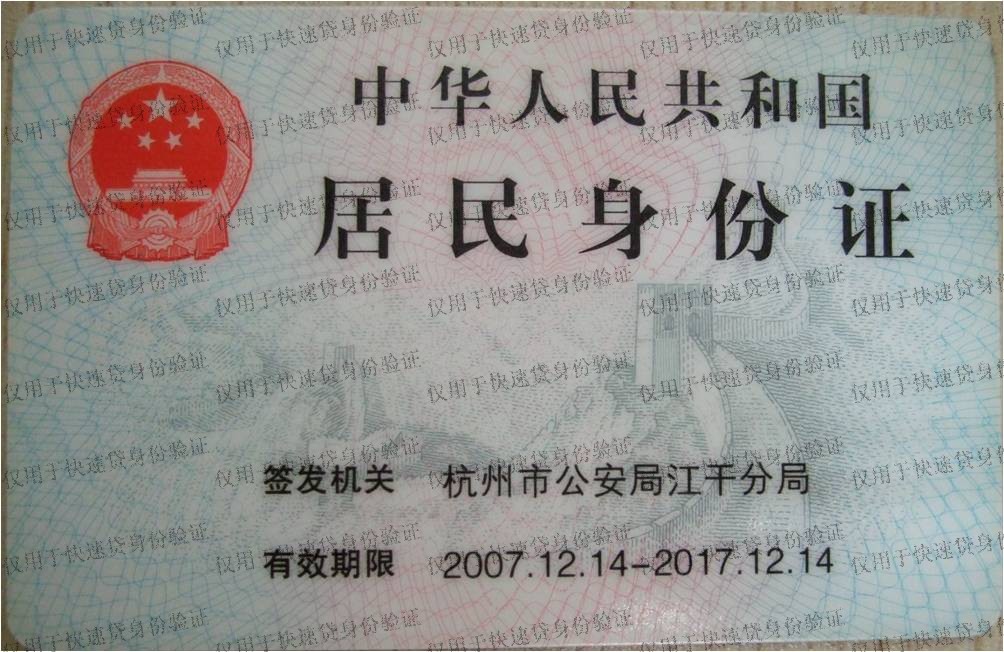 中华人民共和国
居民身份证
签发机关 杭州市公安局江干分局
有效期限 2007.12.14-2017.12.14
仅用于快速贷身份验证